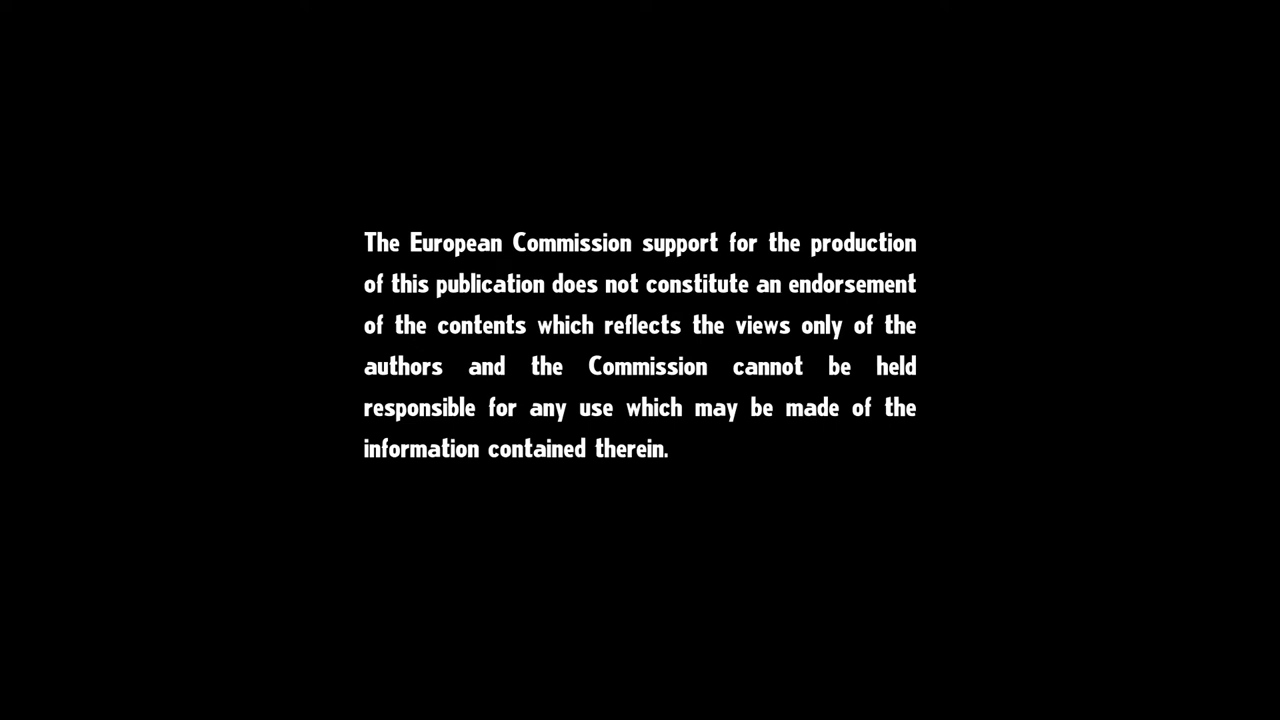 The European Commission support for the production
of this publication does not constitute an endorsement
of the contents which reflects the views only of the
authors and the Commission cannot be held
responsible for any use which may be made of the
information contained therein.